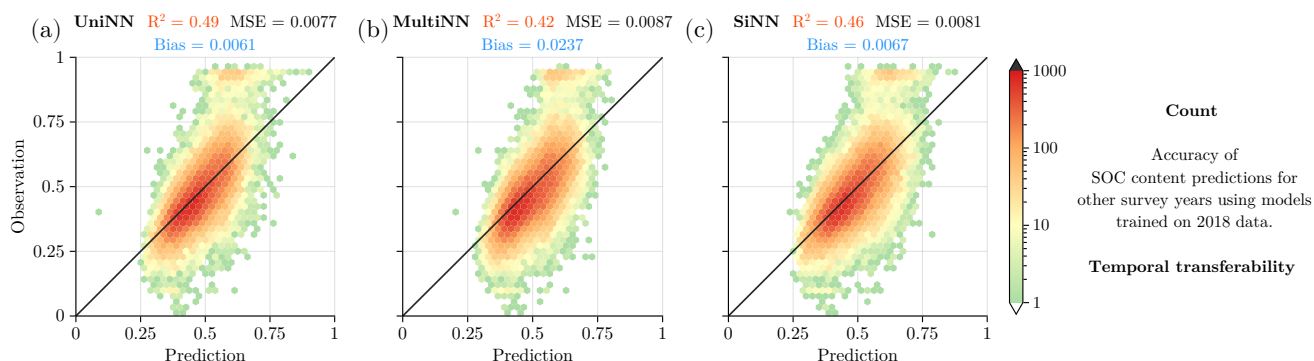 (a) UniNN R² = 0.49 MSE = 0.0077
Bias = 0.0061
1
0.75
0.5
0.25
0
Observation
0 0.25 0.5 0.75 1
Prediction
(b) MultiNN R² = 0.42 MSE = 0.0087
Bias = 0.0237
0 0.25 0.5 0.75 1
Prediction
(c) SiNN R² = 0.46 MSE = 0.0081
Bias = 0.0067
0 0.25 0.5 0.75 1
Prediction
1000
100
10
1
Count
Accuracy of
SOC content predictions for
other survey years using models
trained on 2018 data.
Temporal transferability